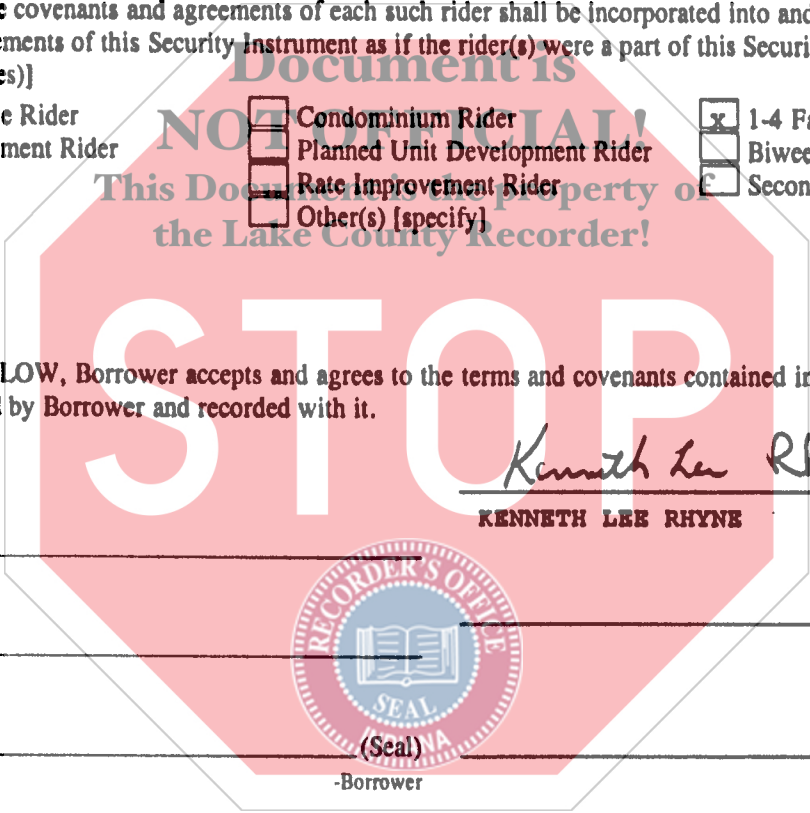 e covenants and agreements of each such rider shall be incorporated into and
ements of this Security Instrument as if the rider(s) were a part of this Securi
es)]
Document is
e Rider Condominium Rider x 1-4 Fa
NOT OFFICIAL!
ment Rider Planned Unit Development Rider Biwee
This Document is the property of
Rate Improvement Rider Secon
Other(s) [specify]
the Lake County Recorder!
STOP
LOW, Borrower accepts and agrees to the terms and covenants contained in
by Borrower and recorded with it.
Kenneth Lee Rh
KENNETH LEE RHYNE
RECORDER'S OFFICE
SEAL
(Seal)
-Borrower